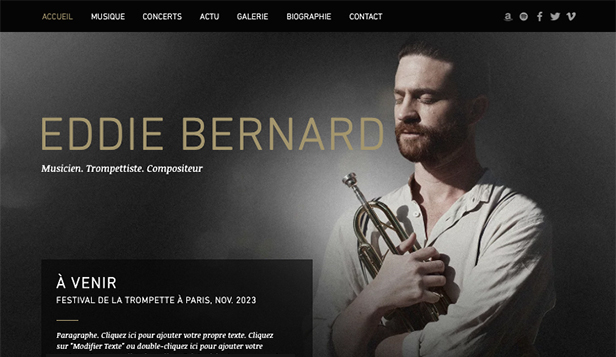 ACCUEIL MUSIQUE CONCERTS ACTU GALERIE BIOGRAPHIE CONTACT
EDDIE BERNARD
Musicien. Trompettiste. Compositeur
À VENIR
FESTIVAL DE LA TROMPETTE À PARIS, NOV. 2023
Paragraphe. Cliquez ici pour ajouter votre propre texte. Cliquez
sur "Modifier Texte" ou double-cliquez ici pour ajouter votre